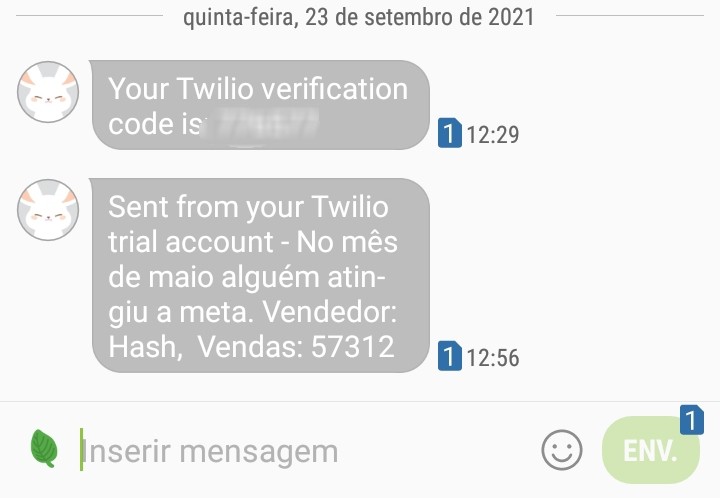 quinta-feira, 23 de setembro de 2021
Your Twilio verification
code is:
1 12:29
Sent from your Twilio
trial account - No mês
de maio alguém atin-
giu a meta. Vendedor:
Hash,  Vendas: 57312
1 12:56
Inserir mensagem
ENV.
1